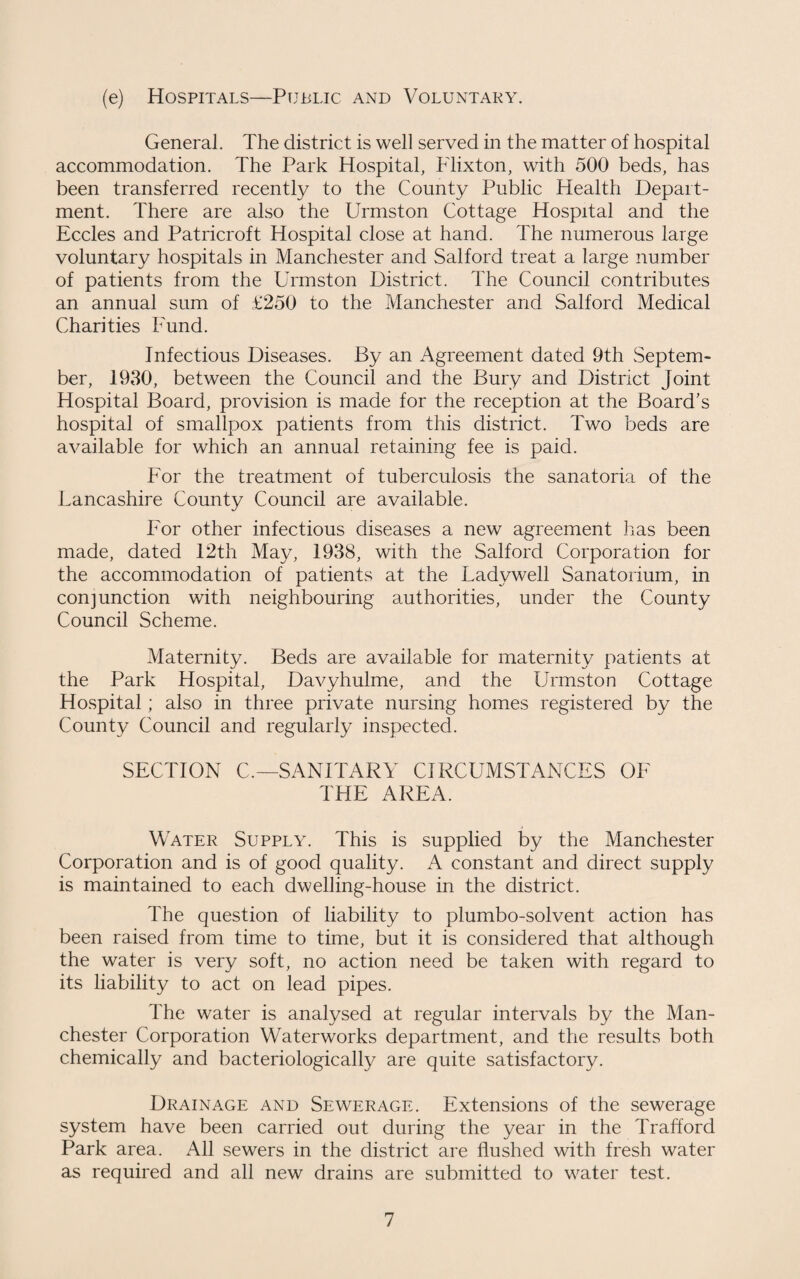 (e) Hospitals—Public and Voluntary.
General. The district is well served in the matter of hospital
accommodation. The Park Hospital, Flixton, with 500 beds, has
been transferred recently to the County Public Health Depart-
ment. There are also the Urmston Cottage Hospital and the
Eccles and Patricroft Hospital close at hand. The numerous large
voluntary hospitals in Manchester and Salford treat a large number
of patients from the Urmston District. The Council contributes
an annual sum of £250 to the Manchester and Salford Medical
Charities Fund.
Infectious Diseases. By an Agreement dated 9th Septem-
ber, 1930, between the Council and the Bury and District Joint
Hospital Board, provision is made for the reception at the Board's
hospital of smallpox patients from this district. Two beds are
available for which an annual retaining fee is paid.
For the treatment of tuberculosis the sanatoria of the
Lancashire County Council are available.
For other infectious diseases a new agreement has been
made, dated 12th May, 1938, with the Salford Corporation for
the accommodation of patients at the Ladywell Sanatorium, in
conjunction with neighbouring authorities, under the County
Council Scheme.
Maternity. Beds are available for maternity patients at
the Park Hospital, Davyhulme, and the Urmston Cottage
Hospital ; also in three private nursing homes registered by the
County Council and regularly inspected.
SECTION C.—SANITARY CIRCUMSTANCES OF
THE AREA.
Water Supply. This is supplied by the Manchester
Corporation and is of good quality. A constant and direct supply
is maintained to each dwelling-house in the district.
The question of liability to plumbo-solvent action has
been raised from time to time, but it is considered that although
the water is very soft, no action need be taken with regard to
its liability to act on lead pipes.
The water is analysed at regular intervals by the Man-
chester Corporation Waterworks department, and the results both
chemically and bacteriologically are quite satisfactory.
Drainage and Sewerage. Extensions of the sewerage
system have been carried out during the year in the Trafford
Park area. All sewers in the district are flushed with fresh water
as required and all new drains are submitted to water test.
7